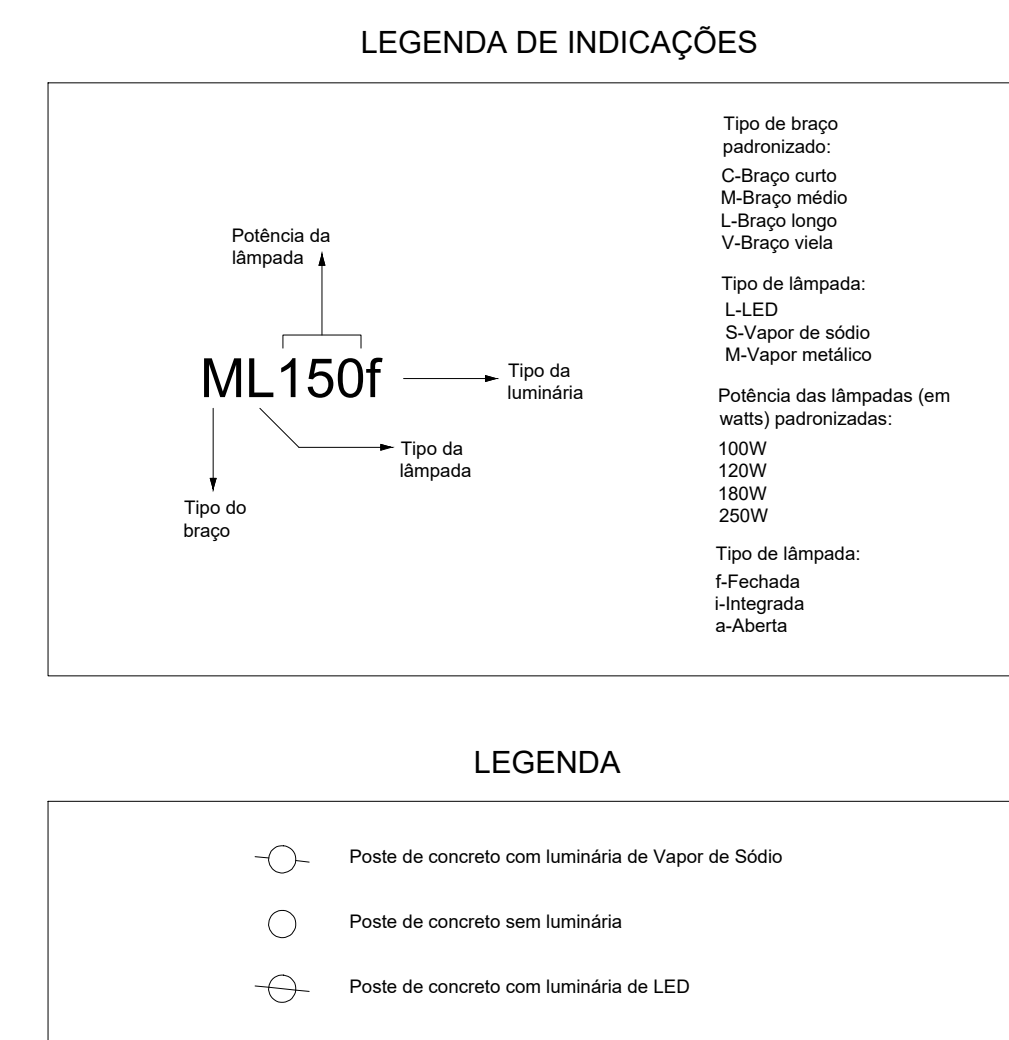 LEGENDA DE INDICAÇÕES
Potência da
lâmpada
ML150f
Tipo da
luminária
Tipo da
lâmpada
Tipo do
braço
Tipo de braço
padronizado:
C-Braço curto
M-Braço médio
L-Braço longo
V-Braço viela
Tipo de lâmpada:
L-LED
S-Vapor de sódio
M-Vapor metálico
Potência das lâmpadas (em
watts) padronizadas:
100W
120W
180W
250W
Tipo de lâmpada:
f-Fechada
i-Integrada
a-Aberta
LEGENDA
Poste de concreto com luminária de Vapor de Sódio
Poste de concreto sem luminária
Poste de concreto com luminária de LED